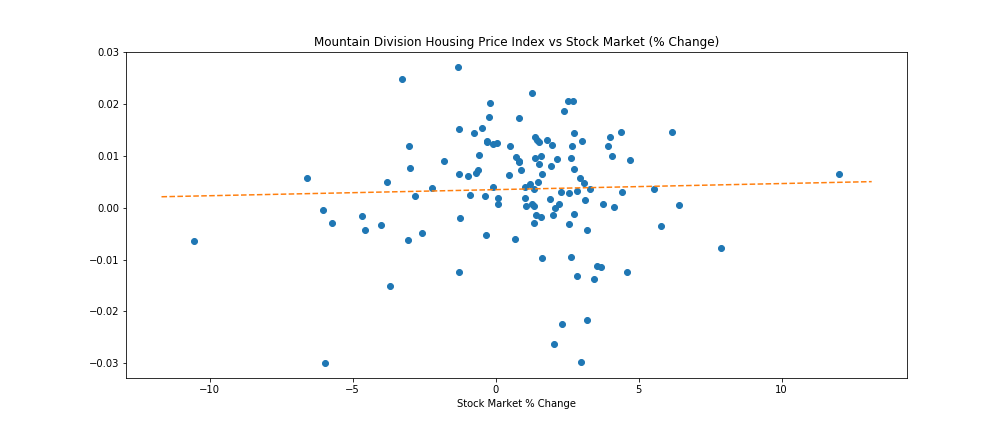 Mountain Division Housing Price Index vs Stock Market (% Change)
0.03
0.02
0.01
0.00
−0.01
−0.02
−0.03
−10 −5 0 5 10
Stock Market % Change